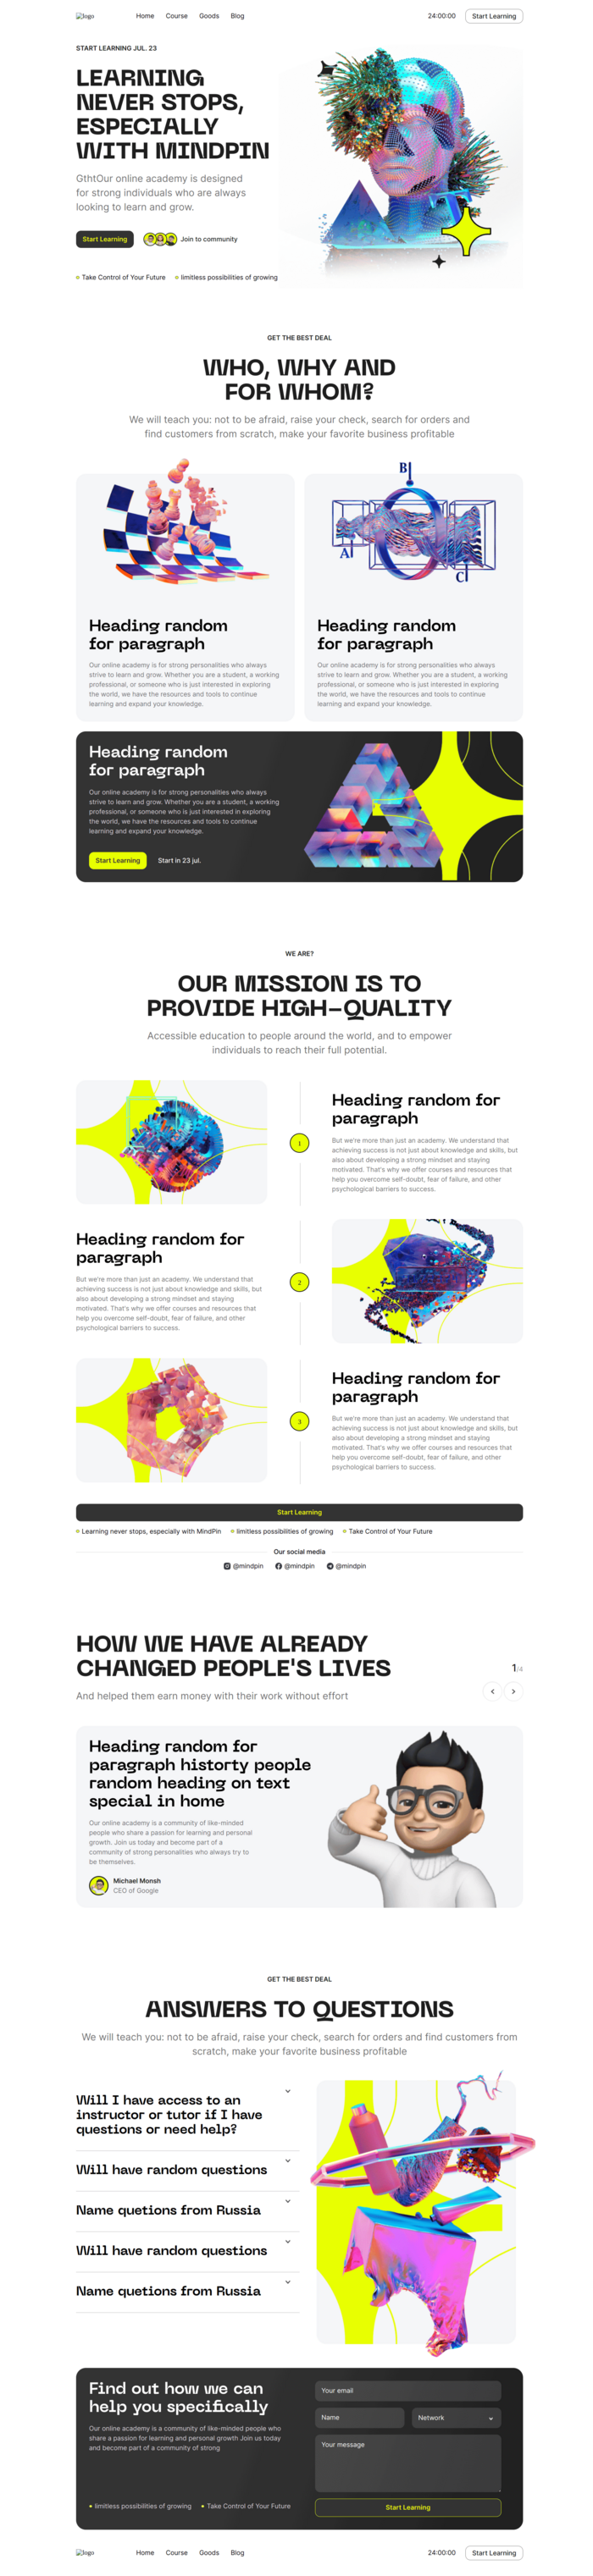 logo
Home Course Goods Blog
24:00:00 Start Learning
START LEARNING JUL. 23
LEARNING
NEVER STOPS,
ESPECIALLY
WITH MINDPIN
GthtOur online academy is designed
for strong individuals who are always
looking to learn and grow.
Start Learning Join to community
Take Control of Your Future limitless possibilities of growing
GET THE BEST DEAL
WHO, WHY AND
FOR WHOM?
We will teach you: not to be afraid, raise your check, search for orders and
find customers from scratch, make your favorite business profitable
Heading random
for paragraph
Our online academy is for strong personalities who always
strive to learn and grow. Whether you are a student, a working
professional, or someone who is just interested in exploring
the world, we have the resources and tools to continue
learning and expand your knowledge.
B
A
C
Heading random
for paragraph
Our online academy is for strong personalities who always
strive to learn and grow. Whether you are a student, a working
professional, or someone who is just interested in exploring
the world, we have the resources and tools to continue
learning and expand your knowledge.
Heading random
for paragraph
Our online academy is for strong personalities who always
strive to learn and grow. Whether you are a student, a working
professional, or someone who is just interested in exploring
the world, we have the resources and tools to continue
learning and expand your knowledge.
Start Learning Start in 23 jul.
WE ARE?
OUR MISSION IS TO
PROVIDE HIGH-QUALITY
Accessible education to people around the world, and to empower
individuals to reach their full potential.
1
Heading random for
paragraph
But we're more than just an academy. We understand that
achieving success is not just about knowledge and skills, but
also about developing a strong mindset and staying
motivated. That's why we offer courses and resources that
help you overcome self-doubt, fear of failure, and other
psychological barriers to success.
Heading random for
paragraph
But we're more than just an academy. We understand that
achieving success is not just about knowledge and skills, but
also about developing a strong mindset and staying
motivated. That's why we offer courses and resources that
help you overcome self-doubt, fear of failure, and other
psychological barriers to success.
2
3
Heading random for
paragraph
But we're more than just an academy. We understand that
achieving success is not just about knowledge and skills, but
also about developing a strong mindset and staying
motivated. That's why we offer courses and resources that
help you overcome self-doubt, fear of failure, and other
psychological barriers to success.
Start Learning
Learning never stops, especially with MindPin limitless possibilities of growing Take Control of Your Future
Our social media
@mindpin @mindpin @mindpin
HOW WE HAVE ALREADY
CHANGED PEOPLE'S LIVES
And helped them earn money with their work without effort
1/4
Heading random for
paragraph historty people
random heading on text
special in home
Our online academy is a community of like-minded
people who share a passion for learning and personal
growth. Join us today and become part of a
community of strong personalities who always try to
be themselves.
Michael Monsh
CEO of Google
GET THE BEST DEAL
ANSWERS TO QUESTIONS
We will teach you: not to be afraid, raise your check, search for orders and find customers from
scratch, make your favorite business profitable
Will I have access to an
instructor or tutor if I have
questions or need help?
Will have random questions
Name quetions from Russia
Will have random questions
Name quetions from Russia
Find out how we can
help you specifically
Our online academy is a community of like-minded people who
share a passion for learning and personal growth Join us today
and become part of a community of strong
limitless possibilities of growing Take Control of Your Future
Your email
Name Network
Your message
Start Learning
logo
Home Course Goods Blog
24:00:00 Start Learning